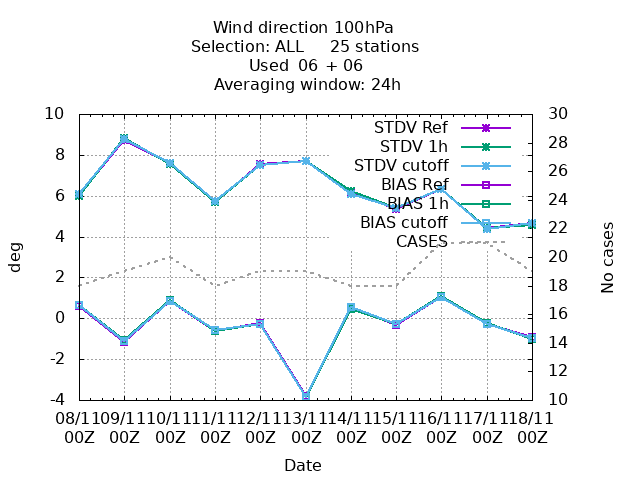 Wind direction 100hPa
Selection: ALL 25 stations
Used 06 + 06
Averaging window: 24h
10 30
STDV Ref
28
STDV 1h
8
26
STDV cutoff
BIAS Ref
6
24
BIAS 1h
BIAS cutoff
22
4
CASES
deg
20
No cases
2
18
0
16
-2
14
12
-4 10
08/11 09/11 10/11 11/11 12/11 13/11 14/11 15/11 16/11 17/11 18/11
00Z 00Z 00Z 00Z 00Z 00Z 00Z 00Z 00Z 00Z 00Z
Date